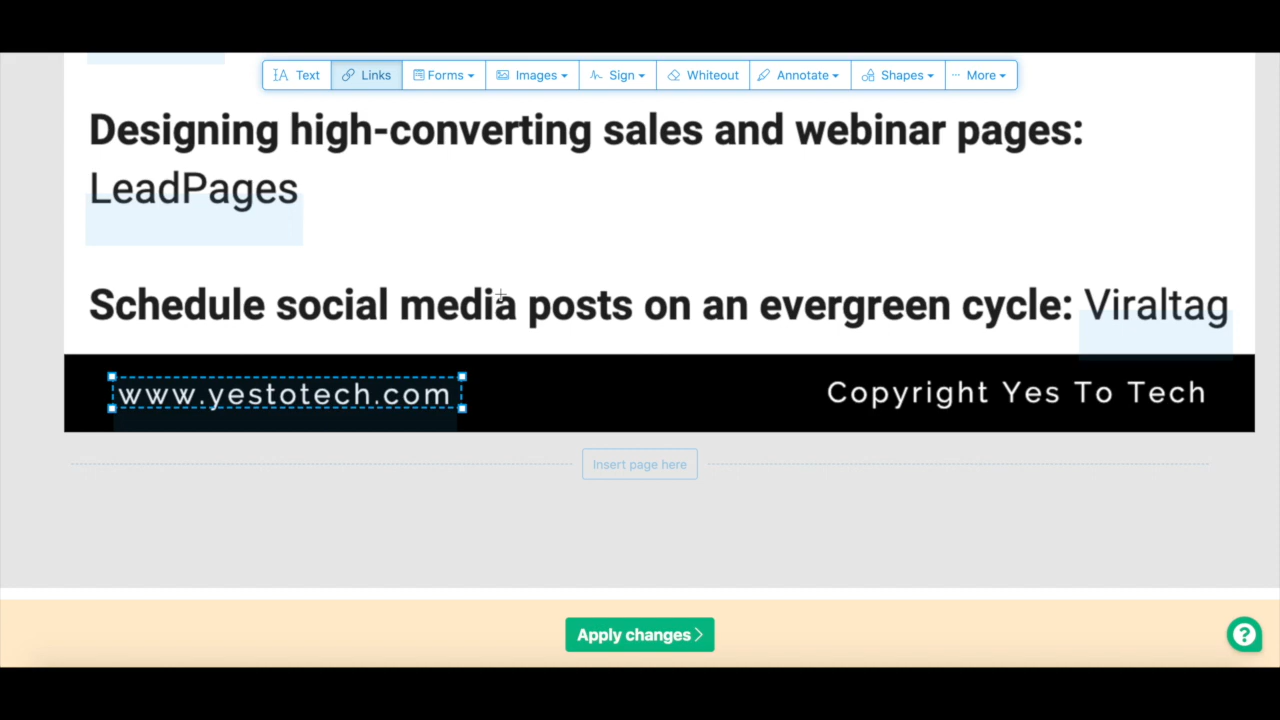 Text Links Forms Images Sign Whiteout Annotate Shapes More
Designing high-converting sales and webinar pages:
LeadPages
Schedule social media posts on an evergreen cycle: Viraltag
www.yestotech.com Copyright Yes To Tech
Insert page here
Apply changes